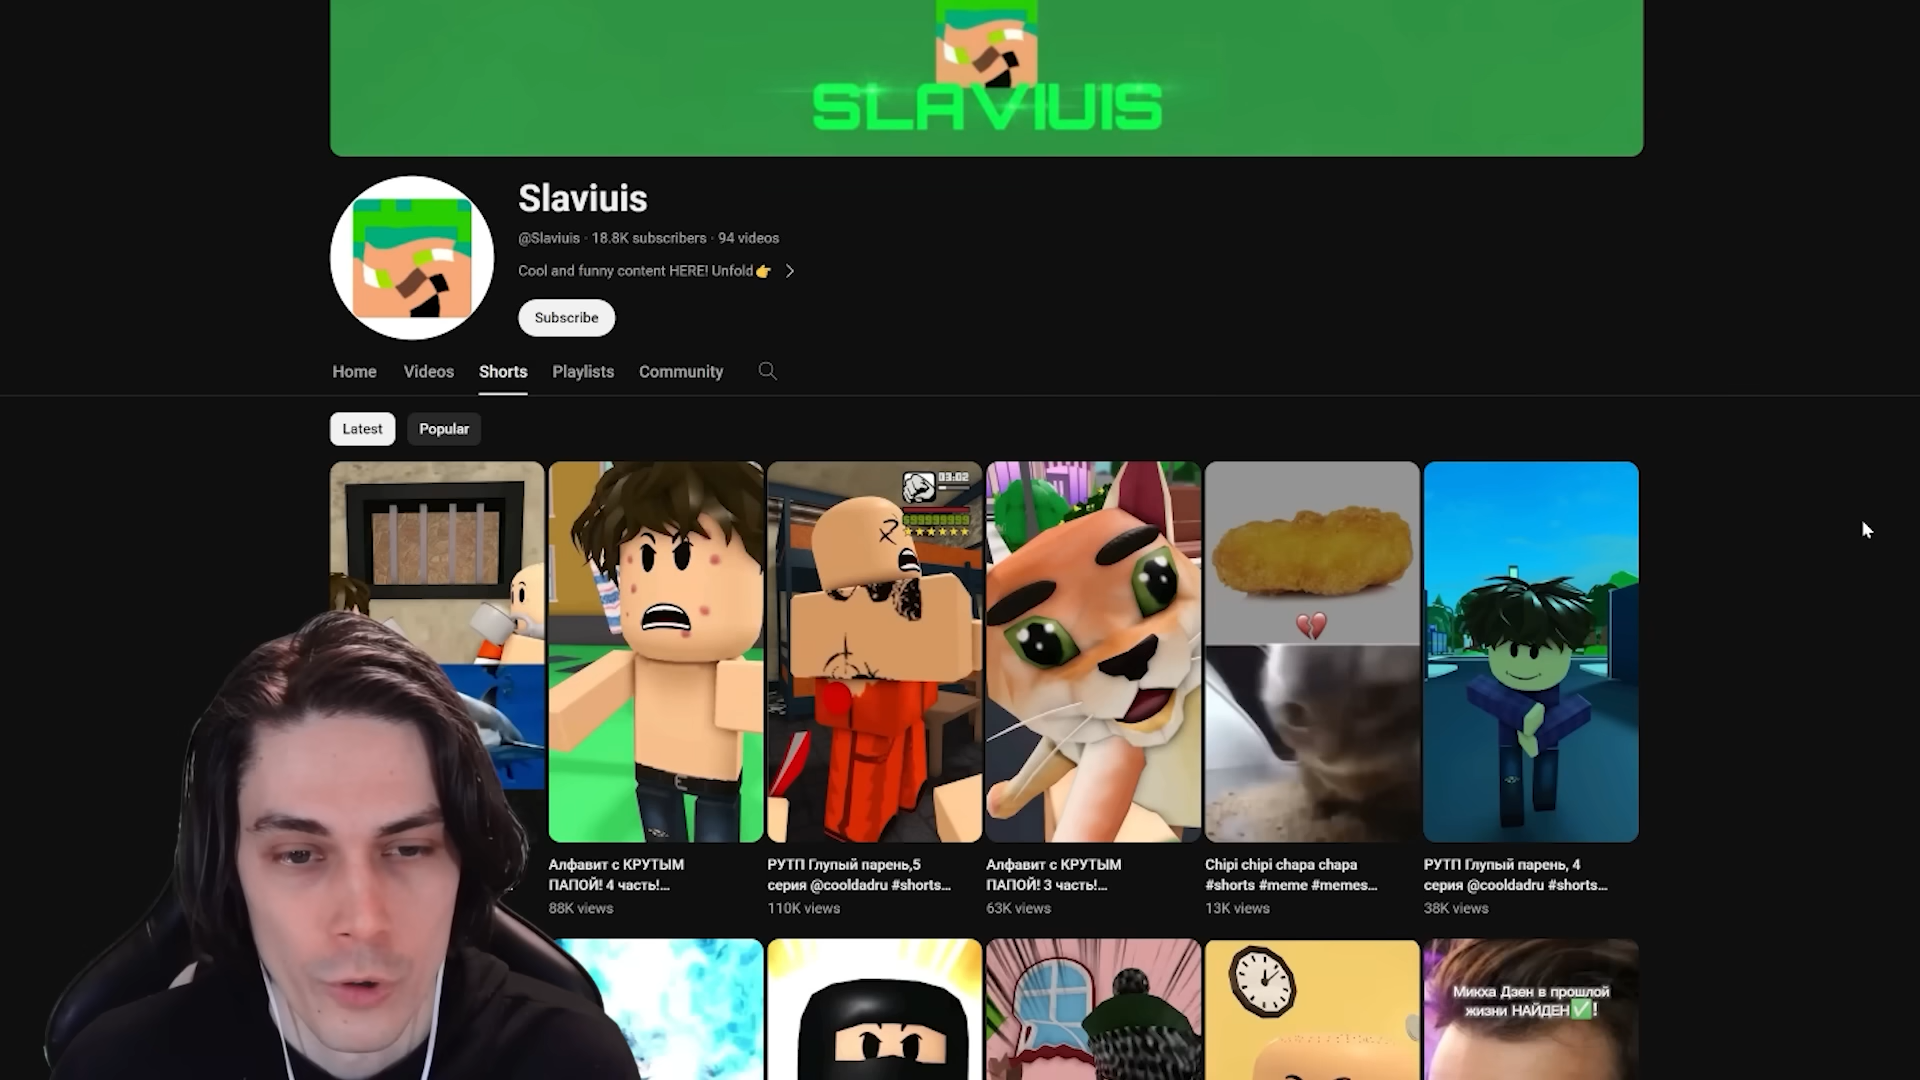 SLAVIUIS
Slaviuis
@Slaviuis · 18.8K subscribers · 94 videos
Cool and funny content HERE! Unfold👉
Subscribe
Home Videos Shorts Playlists Community
Latest Popular
03:02
Алфавит с КРУТЫМ
ПАПОЙ! 4 часть!...
88K views
РУТП Глупый парень,5
серия @cooldadru #shorts...
110K views
Алфавит с КРУТЫМ
ПАПОЙ! 3 часть!...
63K views
Chipi chipi chapa chapa
#shorts #meme #memes...
13K views
РУТП Глупый парень, 4
серия @cooldadru #shorts...
38K views
Микха Дзен в прошлой
жизни НАЙДЕН✅!